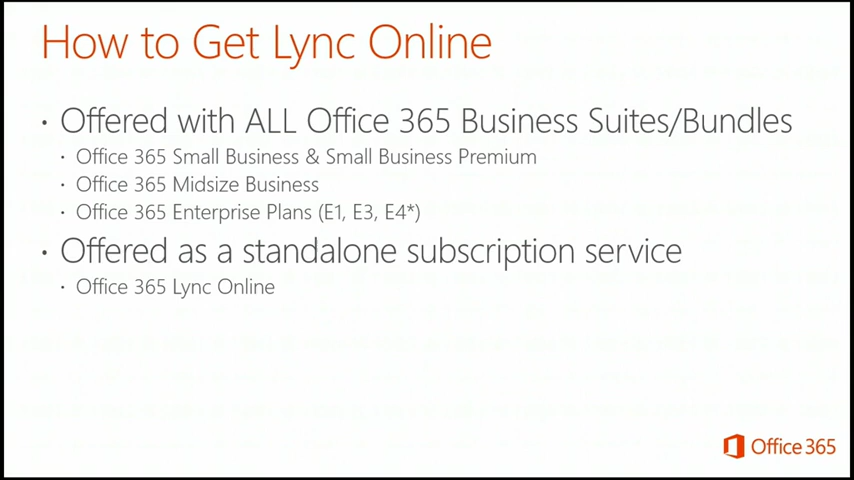 How to Get Lync Online
• Offered with ALL Office 365 Business Suites/Bundles
• Office 365 Small Business & Small Business Premium
• Office 365 Midsize Business
• Office 365 Enterprise Plans (E1, E3, E4*)
• Offered as a standalone subscription service
• Office 365 Lync Online
Office 365